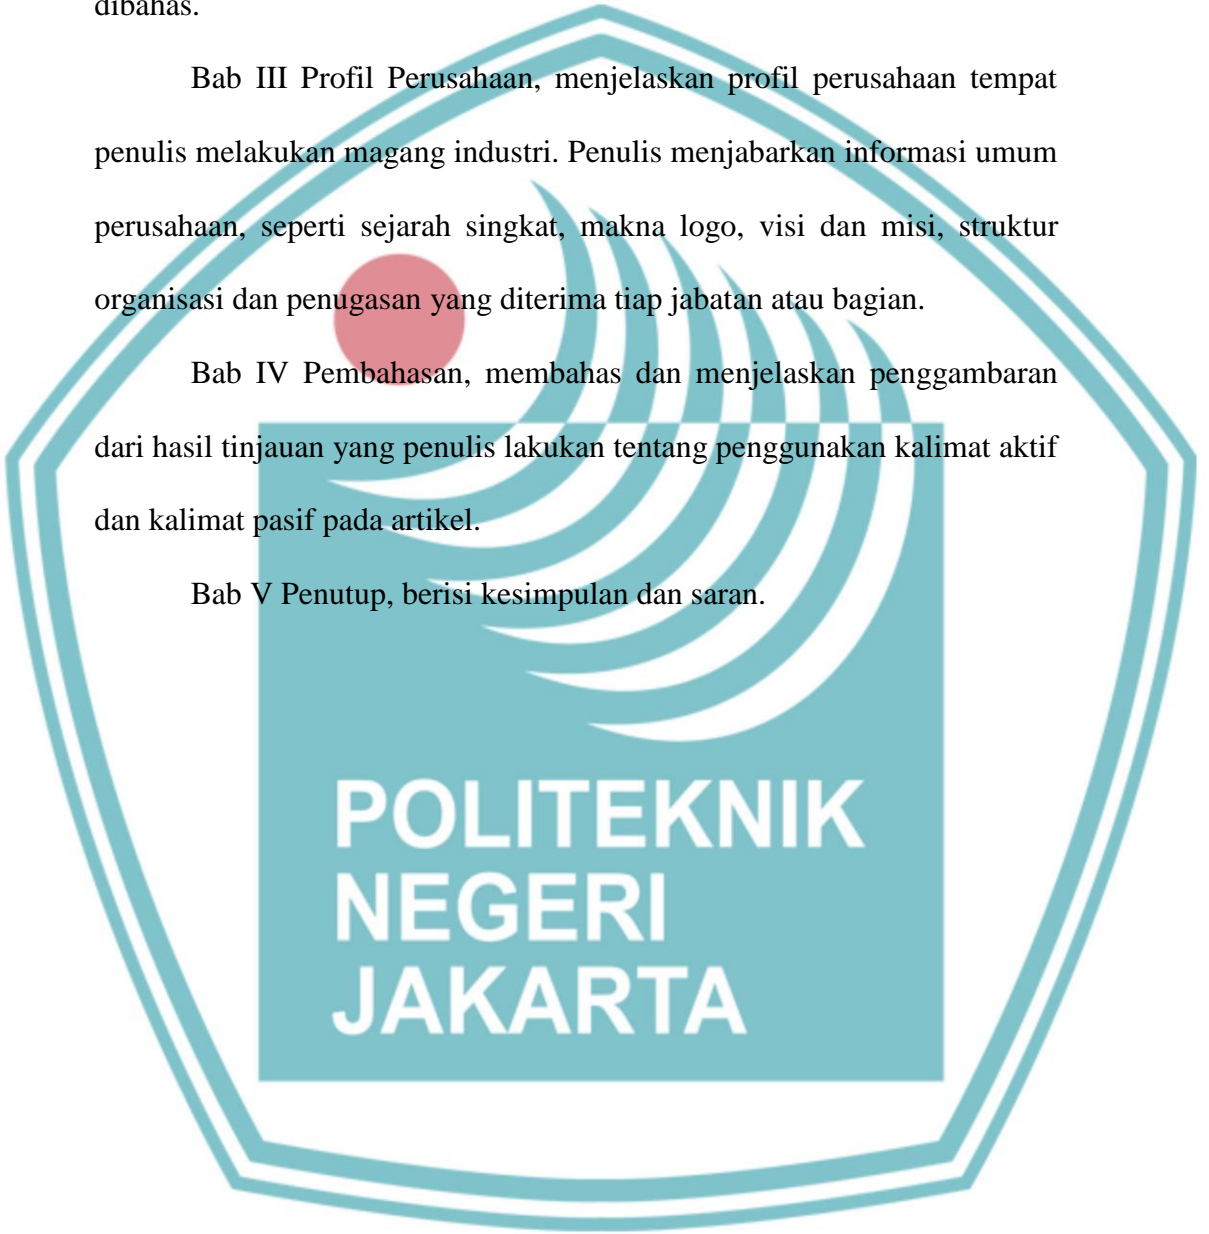 dibahas.
Bab III Profil Perusahaan, menjelaskan profil perusahaan tempat
penulis melakukan magang industri. Penulis menjabarkan informasi umum
perusahaan, seperti sejarah singkat, makna logo, visi dan misi, struktur
organisasi dan penugasan yang diterima tiap jabatan atau bagian.
Bab IV Pembahasan, membahas dan menjelaskan penggambaran
dari hasil tinjauan yang penulis lakukan tentang penggunakan kalimat aktif
dan kalimat pasif pada artikel.
Bab V Penutup, berisi kesimpulan dan saran.
POLITEKNIK
NEGERI
JAKARTA